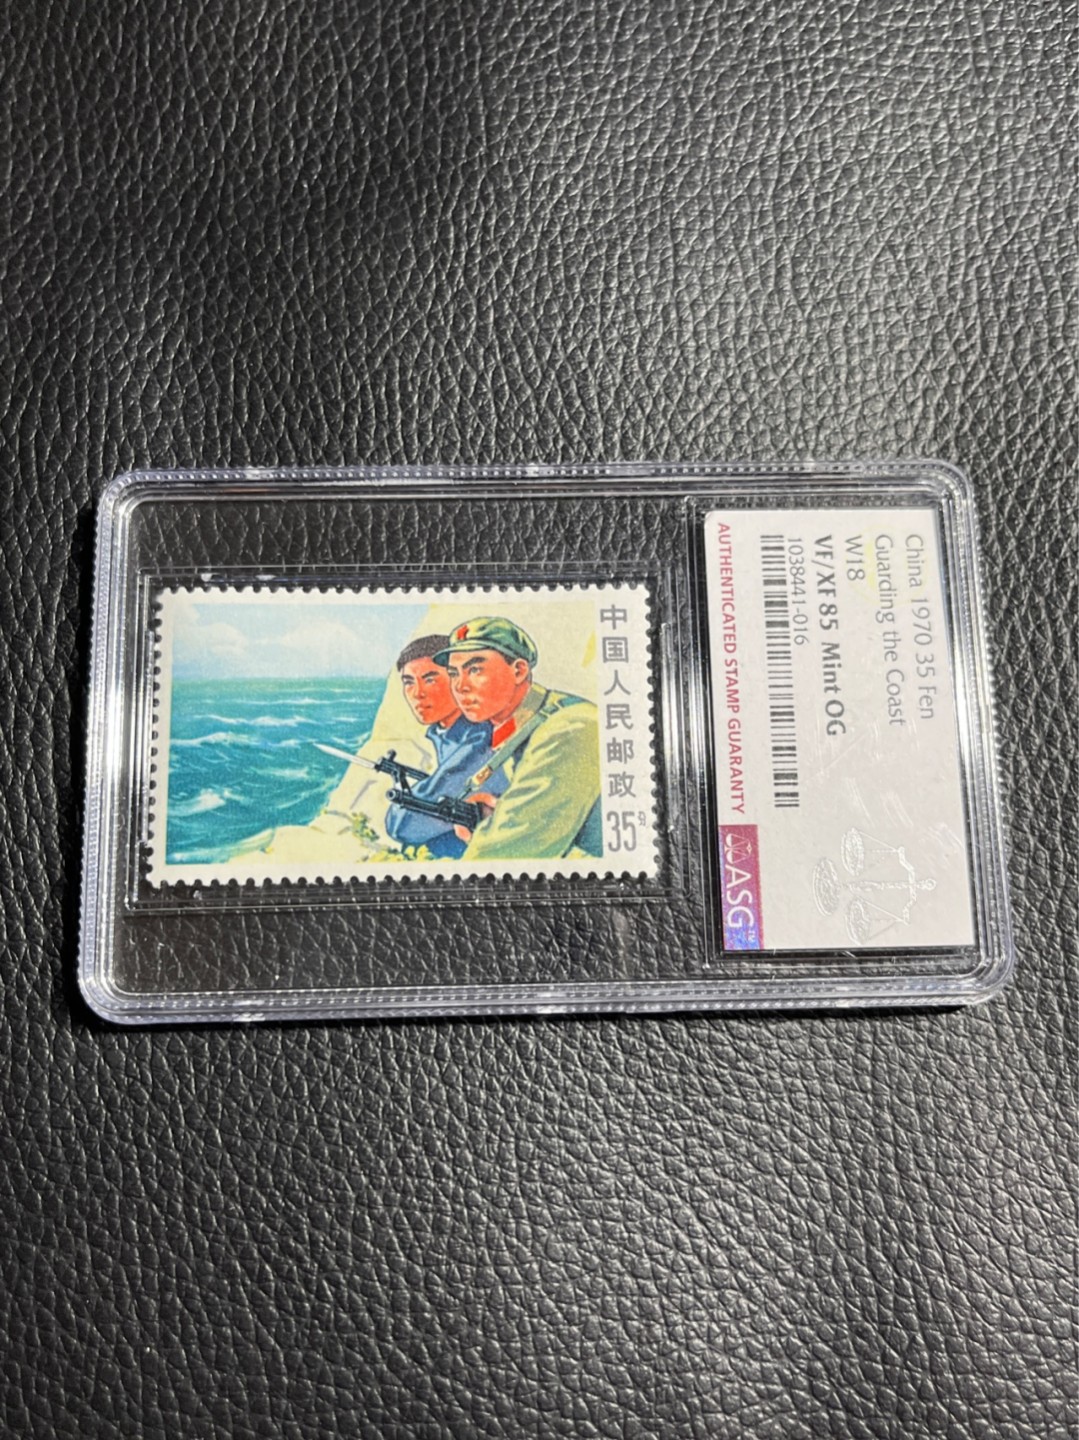 中国人民邮政
35分
China 1970 35 Fen
Guarding the Coast
W18
VF/XF 85 Mint OG
1038441-016
AUTHENTICATED STAMP GUARANTY
ASG™